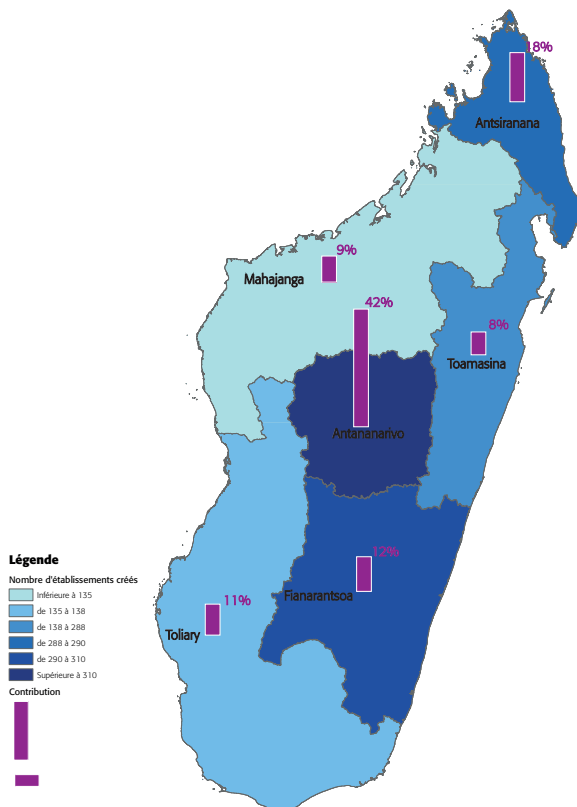 18%
Antsiranana
9%
Mahajanga
42%
8%
Toamasina
Antananarivo
12%
Fianarantsoa
11%
Toliary
Légende
Nombre d'établissements créés
Inférieure à 135
de 135 à 138
de 138 à 288
de 288 à 290
de 290 à 310
Supérieure à 310
Contribution